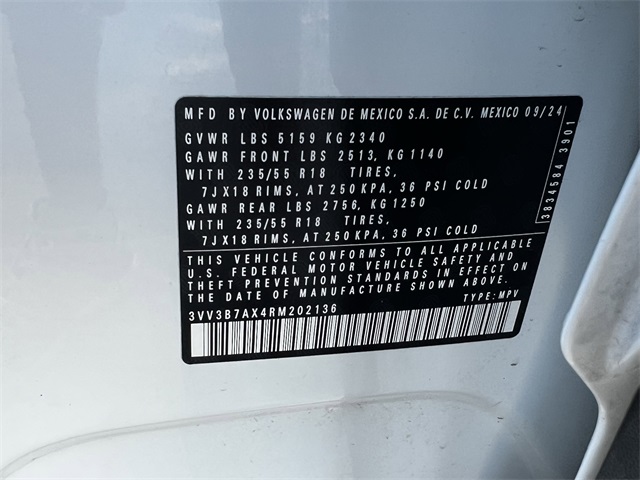 MFD BY VOLKSWAGEN DE MEXICO S.A. DE C.V. MEXICO 09/24
GVWR LBS 5159 KG 2340
GAWR FRONT LBS 2513, KG 1140
WITH 235/55 R18 TIRES,
7JX18 RIMS, AT 250 KPA, 36 PSI COLD
GAWR REAR LBS 2756, KG 1250
WITH 235/55 R18 TIRES,
7JX18 RIMS, AT 250 KPA, 36 PSI COLD
THIS VEHICLE CONFORMS TO ALL APPLICABLE
U.S. FEDERAL MOTOR VEHICLE SAFETY AND
THEFT PREVENTION STANDARDS IN EFFECT ON
THE DATE OF MANUFACTURE SHOWN ABOVE.
3VV3B7AX4RM202136 TYPE: MPV
3834584 3901